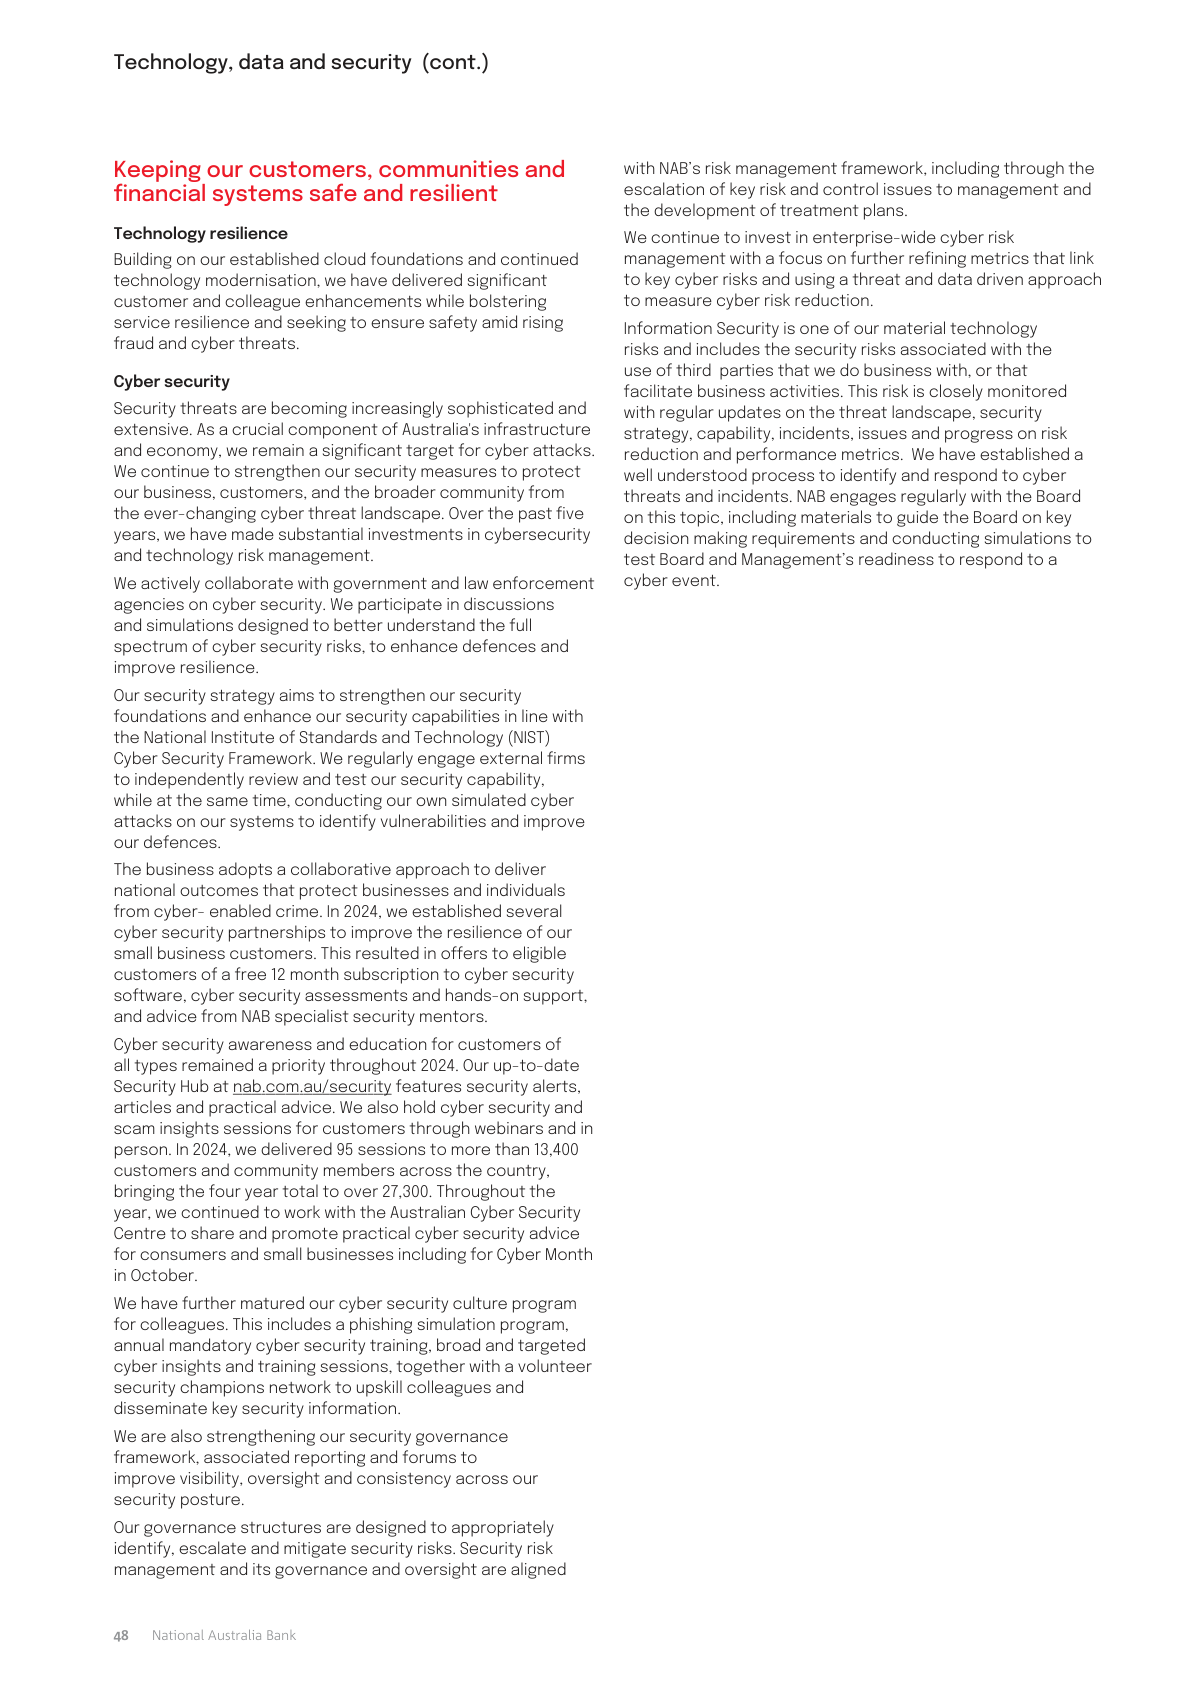 Technology, data and security (cont.)
Keeping our customers, communities and
financial systems safe and resilient
Technology resilience
Building on our established cloud foundations and continued
technology modernisation, we have delivered significant
customer and colleague enhancements while bolstering
service resilience and seeking to ensure safety amid rising
fraud and cyber threats.
Cyber security
Security threats are becoming increasingly sophisticated and
extensive. As a crucial component of Australia's infrastructure
and economy, we remain a significant target for cyber attacks.
We continue to strengthen our security measures to protect
our business, customers, and the broader community from
the ever-changing cyber threat landscape. Over the past five
years, we have made substantial investments in cybersecurity
and technology risk management.
We actively collaborate with government and law enforcement
agencies on cyber security. We participate in discussions
and simulations designed to better understand the full
spectrum of cyber security risks, to enhance defences and
improve resilience.
Our security strategy aims to strengthen our security
foundations and enhance our security capabilities in line with
the National Institute of Standards and Technology (NIST)
Cyber Security Framework. We regularly engage external firms
to independently review and test our security capability,
while at the same time, conducting our own simulated cyber
attacks on our systems to identify vulnerabilities and improve
our defences.
The business adopts a collaborative approach to deliver
national outcomes that protect businesses and individuals
from cyber- enabled crime. In 2024, we established several
cyber security partnerships to improve the resilience of our
small business customers. This resulted in offers to eligible
customers of a free 12 month subscription to cyber security
software, cyber security assessments and hands-on support,
and advice from NAB specialist security mentors.
Cyber security awareness and education for customers of
all types remained a priority throughout 2024. Our up-to-date
Security Hub at nab.com.au/security features security alerts,
articles and practical advice. We also hold cyber security and
scam insights sessions for customers through webinars and in
person. In 2024, we delivered 95 sessions to more than 13,400
customers and community members across the country,
bringing the four year total to over 27,300. Throughout the
year, we continued to work with the Australian Cyber Security
Centre to share and promote practical cyber security advice
for consumers and small businesses including for Cyber Month
in October.
We have further matured our cyber security culture program
for colleagues. This includes a phishing simulation program,
annual mandatory cyber security training, broad and targeted
cyber insights and training sessions, together with a volunteer
security champions network to upskill colleagues and
disseminate key security information.
We are also strengthening our security governance
framework, associated reporting and forums to
improve visibility, oversight and consistency across our
security posture.
Our governance structures are designed to appropriately
identify, escalate and mitigate security risks. Security risk
management and its governance and oversight are aligned
with NAB’s risk management framework, including through the
escalation of key risk and control issues to management and
the development of treatment plans.
We continue to invest in enterprise-wide cyber risk
management with a focus on further refining metrics that link
to key cyber risks and using a threat and data driven approach
to measure cyber risk reduction.
Information Security is one of our material technology
risks and includes the security risks associated with the
use of third  parties that we do business with, or that
facilitate business activities. This risk is closely monitored
with regular updates on the threat landscape, security
strategy, capability, incidents, issues and progress on risk
reduction and performance metrics.  We have established a
well understood process to identify and respond to cyber
threats and incidents. NAB engages regularly with the Board
on this topic, including materials to guide the Board on key
decision making requirements and conducting simulations to
test Board and Management’s readiness to respond to a
cyber event.
48 National Australia Bank